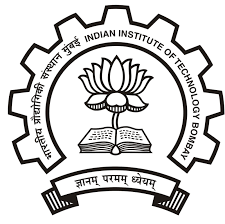 भारतीय प्रौद्योगिकी संस्थान मुंबई
INDIAN INSTITUTE OF TECHNOLOGY BOMBAY
ज्ञानम् परमम् ध्येयम्